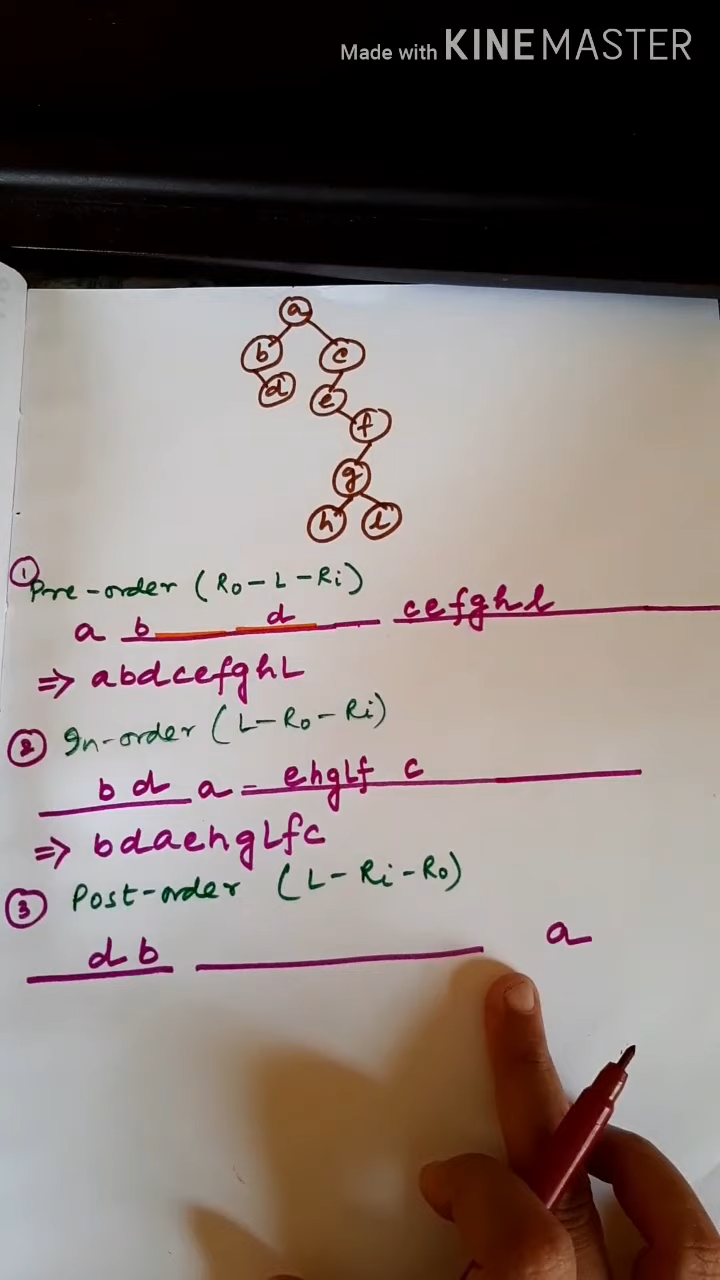 Made with KINEMASTER
a
b c
d e
f
g
h l
① Pre-order (Ro-L-Ri)
a b d cefghl
⇒ abdcefghL
② In-order (L-Ro-Ri)
b d a ehgLf c
⇒ bdaehgLfc
③ Post-order (L-Ri-Ro)
d b a